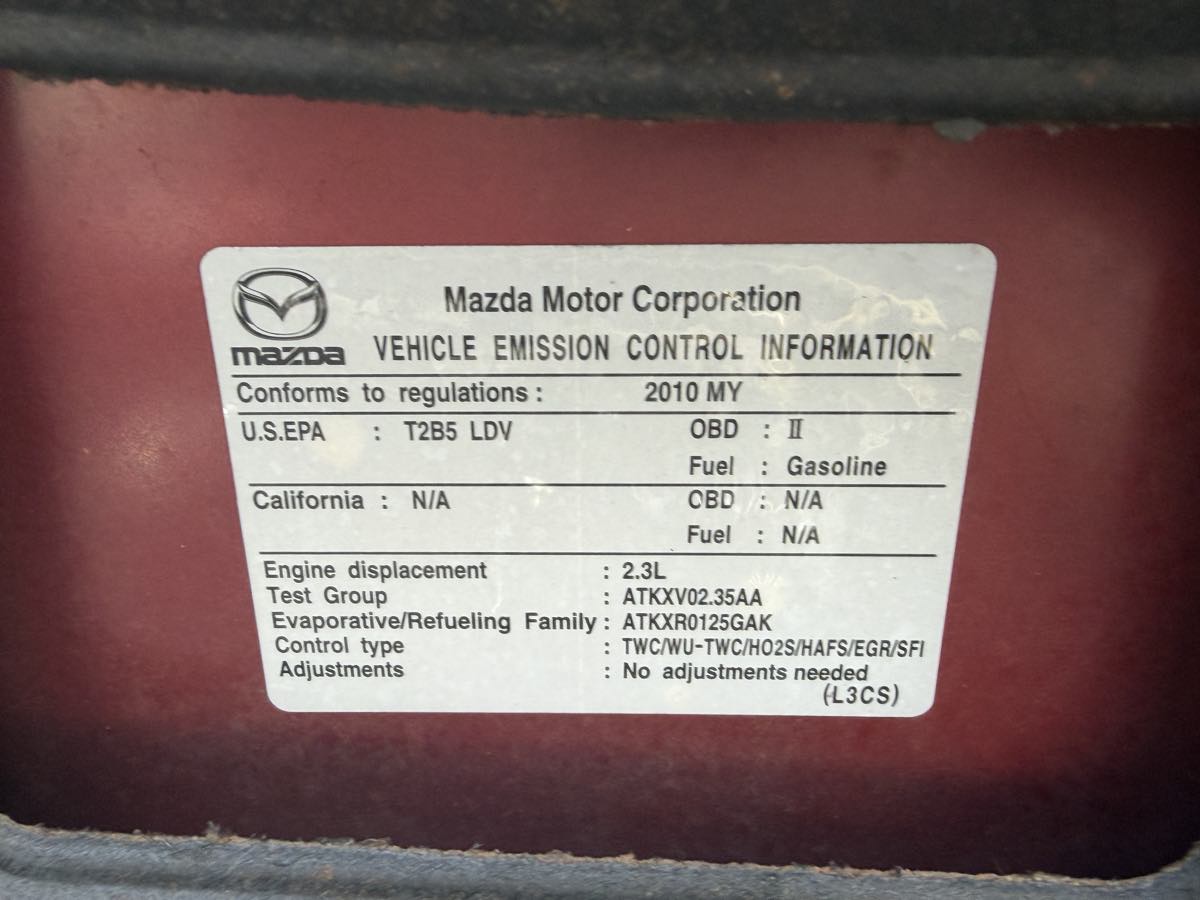 Mazda Motor Corporation
mazda VEHICLE EMISSION CONTROL INFORMATION
Conforms to regulations : 2010 MY
U.S.EPA : T2B5 LDV OBD : II
Fuel : Gasoline
California : N/A OBD : N/A
Fuel : N/A
Engine displacement : 2.3L
Test Group : ATKXV02.35AA
Evaporative/Refueling Family : ATKXR0125GAK
Control type : TWC/WU-TWC/HO2S/HAFS/EGR/SFI
Adjustments : No adjustments needed
(L3CS)